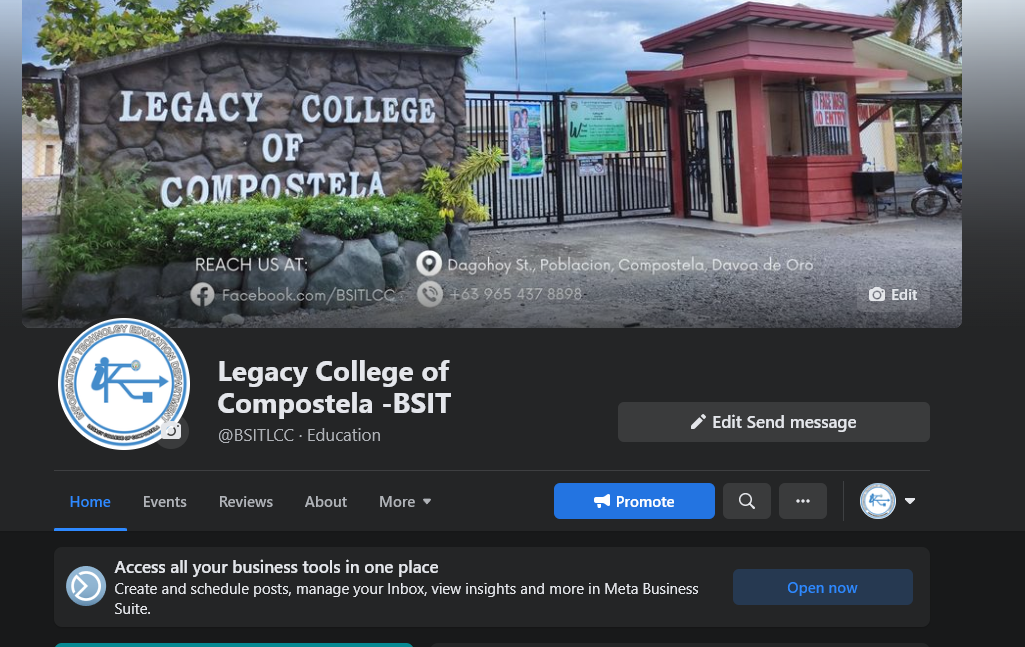 LEGACY COLLEGE
OF
COMPOSTELA
O FACE MASK
NO ENTRY
REACH US AT:
Dagohoy St., Poblacion, Compostela, Davoa de Oro
Facebook.com/BSITLCC
+63 965 437 8898
Edit
INFORMATION TECHNOLOGY EDUCATION DEPARTMENT
LEGACY COLLEGE OF COMPOSTELA
Legacy College of
Compostela -BSIT
@BSITLCC · Education
Edit Send message
Home Events Reviews About More
Promote
Access all your business tools in one place
Create and schedule posts, manage your Inbox, view insights and more in Meta Business
Suite.
Open now